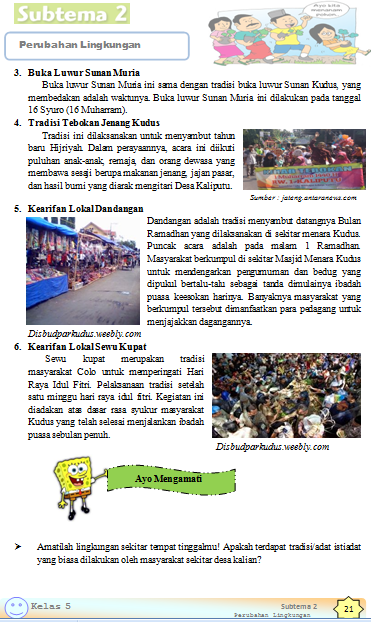 Subtema 2
Ayo kita menanam pohon.
Perubahan Lingkungan
3. Buka Luwur Sunan Muria
Buka luwur Sunan Muria ini sama dengan tradisi buka luwur Sunan Kudus, yang
membedakan adalah waktunya. Buka luwur Sunan Muria ini dilakukan pada tanggal
16 Syuro (16 Muharram).
4. Tradisi Tebokan Jenang Kudus
Tradisi ini dilaksanakan untuk menyambut tahun
baru Hijriyah. Dalam perayaannya, acara ini diikuti
puluhan anak-anak, remaja, dan orang dewasa yang
membawa sesaji berupa makanan jenang, jajan pasar,
dan hasil bumi yang diarak mengitari Desa Kaliputu.
Sumber : jateng.antaranews.com
5. Kearifan Lokal Dandangan
Dandangan adalah tradisi menyambut datangnya Bulan
Ramadhan yang dilaksanakan di sekitar menara Kudus.
Puncak acara adalah pada malam 1 Ramadhan.
Masyarakat berkumpul di sekitar Masjid Menara Kudus
untuk mendengarkan pengumuman dan bedug yang
dipukul bertalu-talu sebagai tanda dimulainya ibadah
puasa keesokan harinya. Banyaknya masyarakat yang
berkumpul tersebut dimanfaatkan para pedagang untuk
menjajakkan dagangannya.
Disbudparkudus.weebly.com
6. Kearifan Lokal Sewu Kupat
Sewu kupat merupakan tradisi
masyarakat Colo untuk memperingati Hari
Raya Idul Fitri. Pelaksanaan tradisi setelah
satu minggu hari raya idul fitri. Kegiatan ini
diadakan atas dasar rasa syukur masyarakat
Kudus yang telah selesai menjalankan ibadah
puasa sebulan penuh.
Disbudparkudus.weebly.com
Ayo Mengamati
➢ Amatilah lingkungan sekitar tempat tinggalmu! Apakah terdapat tradisi/adat istiadat
yang biasa dilakukan oleh masyarakat sekitar desa kalian?
Kelas 5
Subtema 2
Perubahan Lingkungan
21